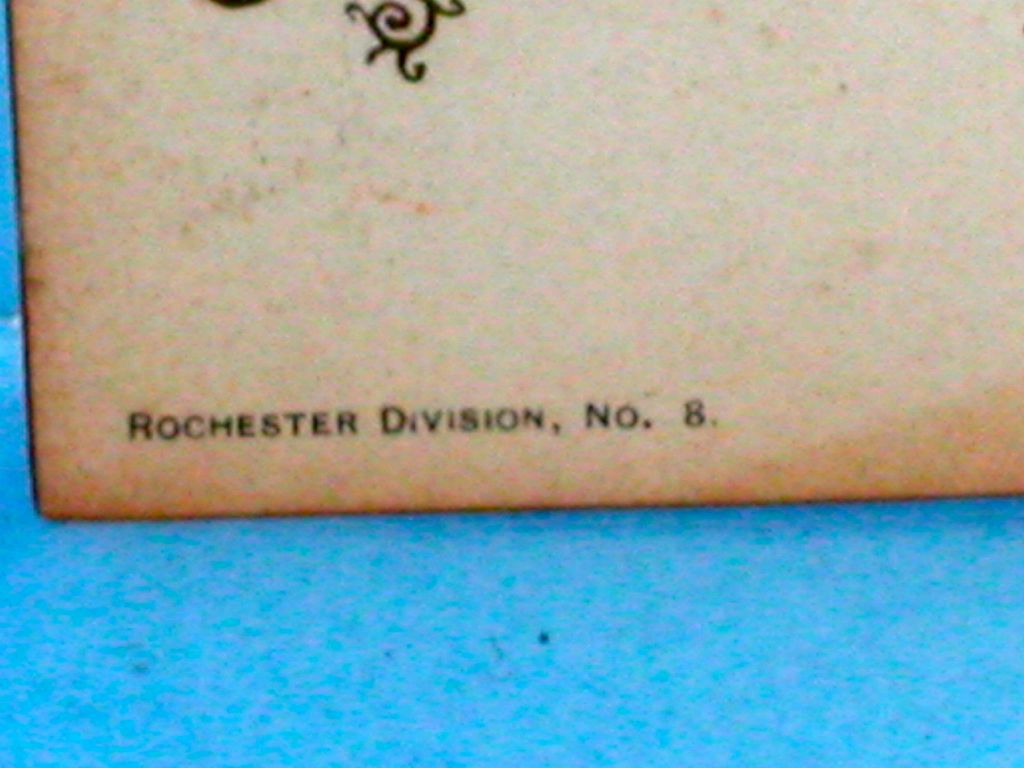 ROCHESTER DIVISION, NO. 8.